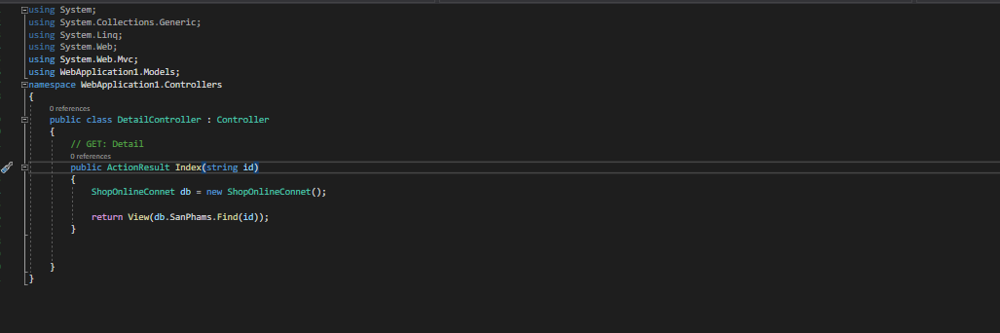 using System;
using System.Collections.Generic;
using System.Linq;
using System.Web;
using System.Web.Mvc;
using WebApplication1.Models;
namespace WebApplication1.Controllers
{
0 references
public class DetailController : Controller
{
// GET: Detail
0 references
public ActionResult Index(string id)
{
ShopOnlineConnet db = new ShopOnlineConnet();
return View(db.SanPhams.Find(id));
}
}
}